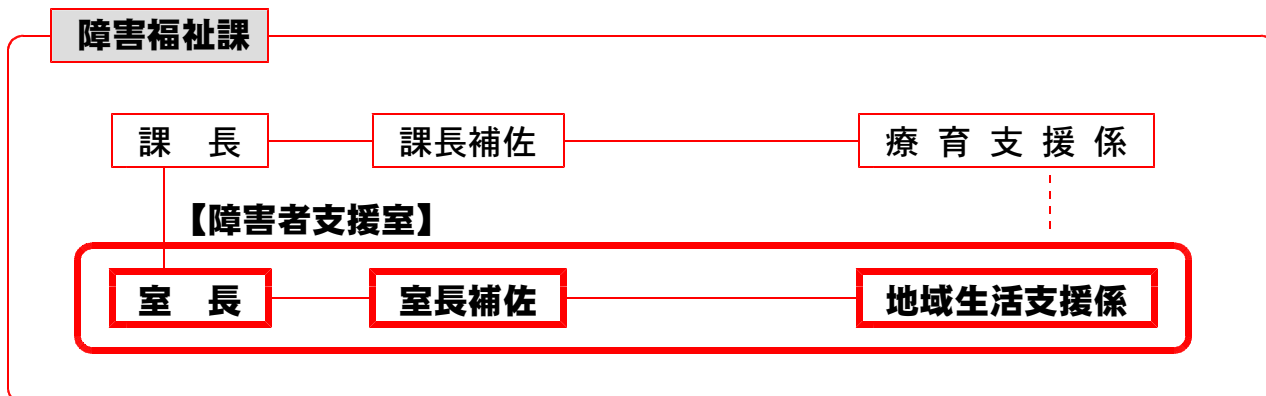 障害福祉課
課　長
課長補佐
療 育 支 援 係
【障害者支援室】
室　長
室長補佐
地域生活支援係